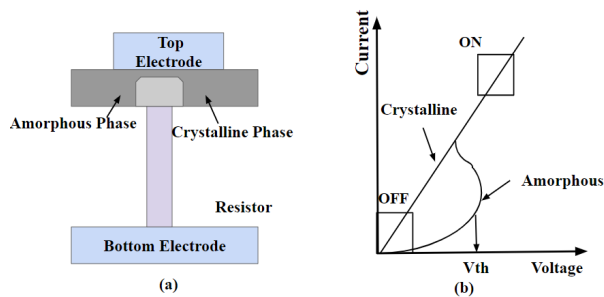 Top
Electrode
Amorphous Phase
Crystalline Phase
Resistor
Bottom Electrode
(a)
Current
ON
Crystalline
OFF
Amorphous
Vth
Voltage
(b)